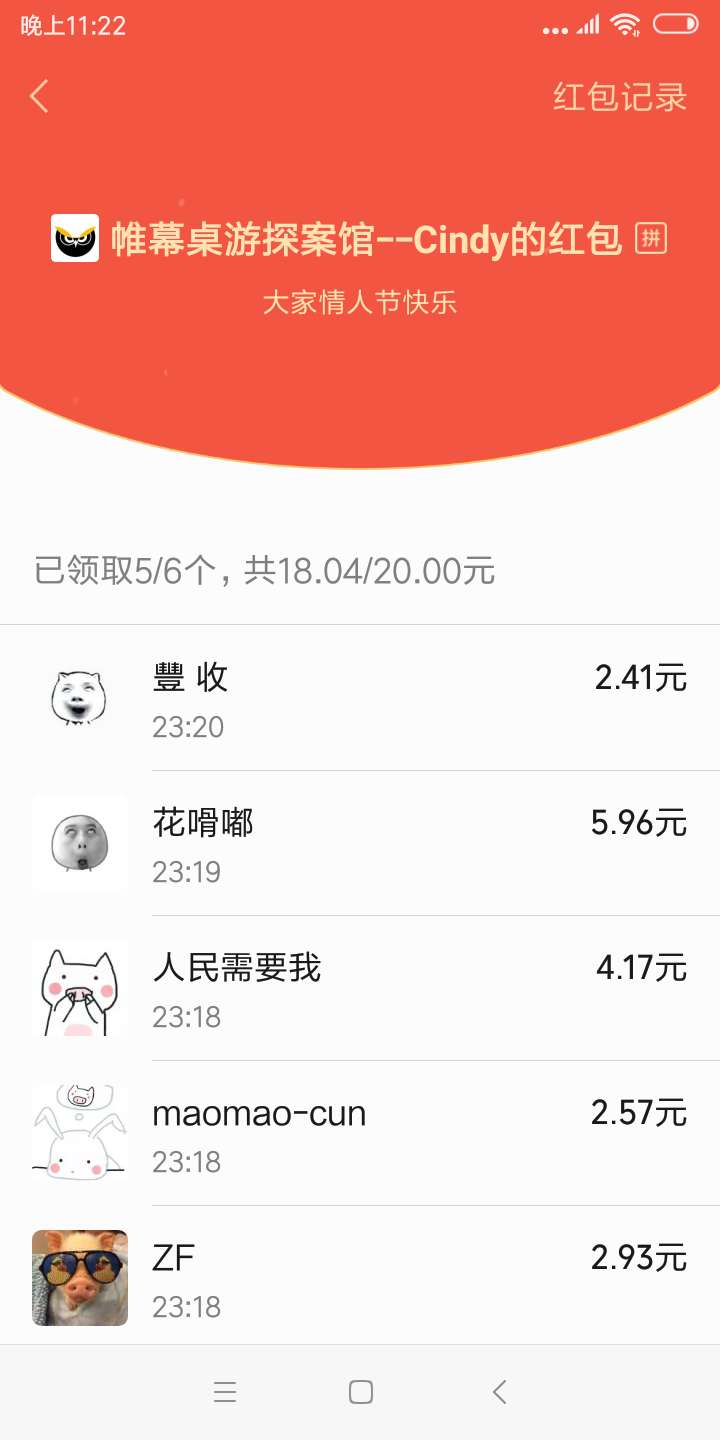 晚上11:22
红包记录
帷幕桌游探案馆--Cindy的红包 拼
大家情人节快乐
已领取5/6个，共18.04/20.00元
豐 收 2.41元
23:20
花嗗嘟 5.96元
23:19
人民需要我 4.17元
23:18
maomao-cun 2.57元
23:18
ZF 2.93元
23:18